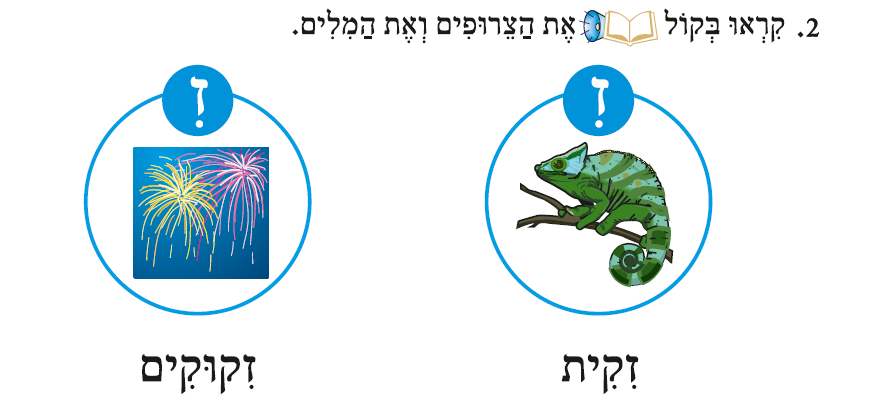 2. קִרְאוּ בְּקוֹל אֶת הַצֵּרוּפִים וְאֶת הַמִּלִּים.
זִ זִ
זִקִית זִקוּקִים